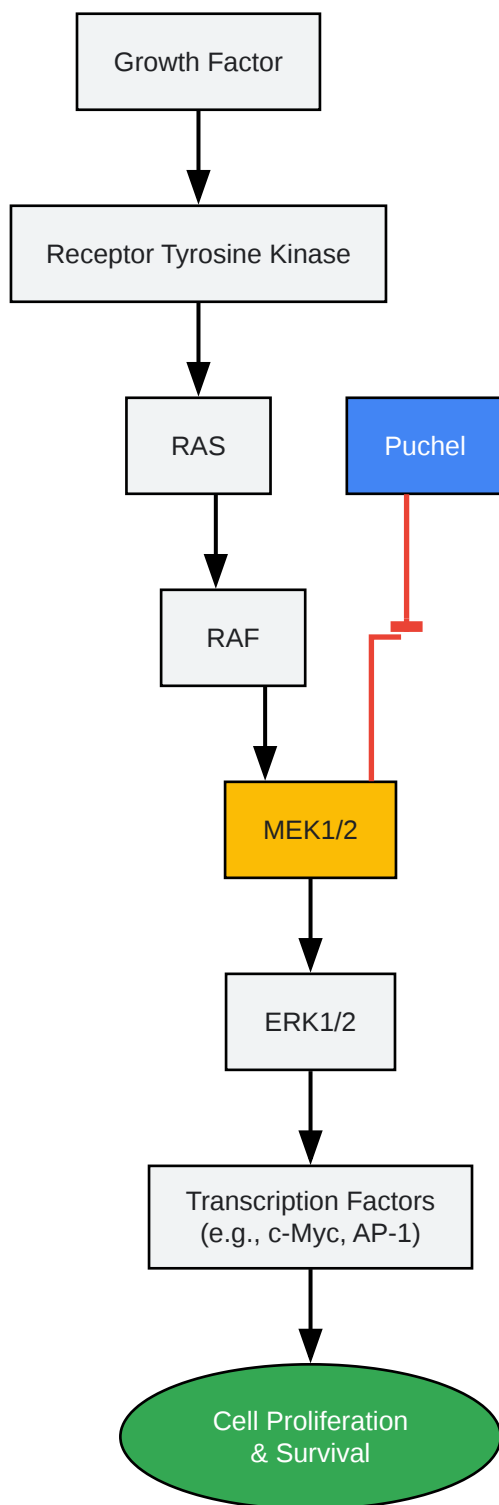 Growth Factor
Receptor Tyrosine Kinase
RAS
Puchel
RAF
MEK1/2
ERK1/2
Transcription Factors
(e.g., c-Myc, AP-1)
Cell Proliferation
& Survival